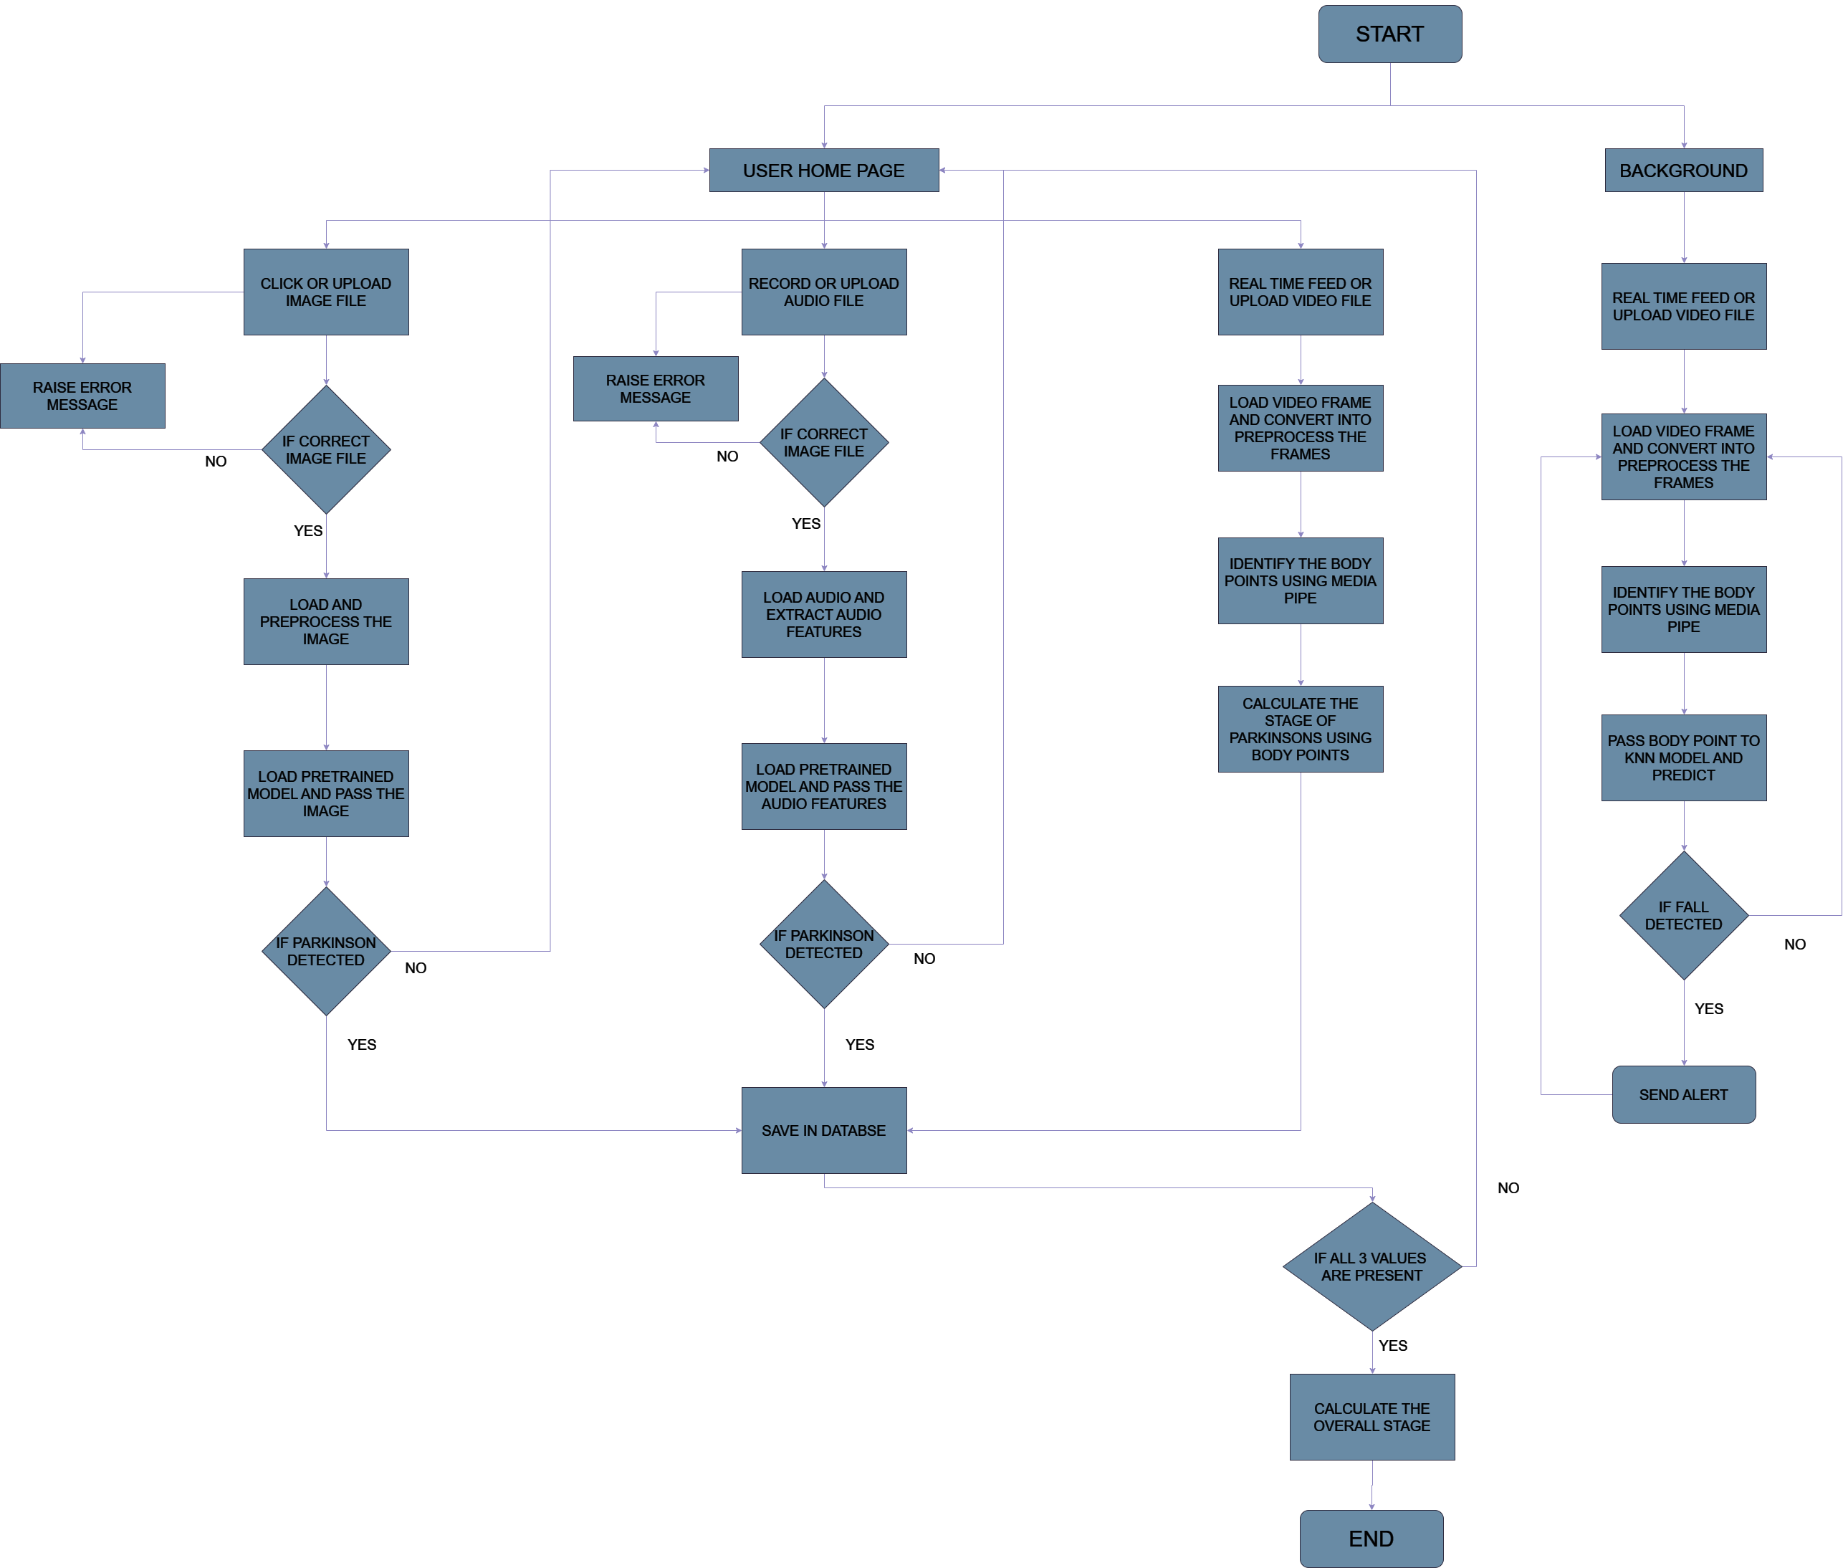 START
USER HOME PAGE
BACKGROUND
CLICK OR UPLOAD
IMAGE FILE
RECORD OR UPLOAD
AUDIO FILE
REAL TIME FEED OR
UPLOAD VIDEO FILE
REAL TIME FEED OR
UPLOAD VIDEO FILE
RAISE ERROR
MESSAGE
RAISE ERROR
MESSAGE
IF CORRECT
IMAGE FILE
NO
YES
IF CORRECT
IMAGE FILE
NO
YES
LOAD VIDEO FRAME
AND CONVERT INTO
PREPROCESS THE
FRAMES
LOAD VIDEO FRAME
AND CONVERT INTO
PREPROCESS THE
FRAMES
LOAD AND
PREPROCESS THE
IMAGE
LOAD AUDIO AND
EXTRACT AUDIO
FEATURES
IDENTIFY THE BODY
POINTS USING MEDIA
PIPE
IDENTIFY THE BODY
POINTS USING MEDIA
PIPE
LOAD PRETRAINED
MODEL AND PASS THE
IMAGE
LOAD PRETRAINED
MODEL AND PASS THE
AUDIO FEATURES
CALCULATE THE
STAGE OF
PARKINSONS USING
BODY POINTS
PASS BODY POINT TO
KNN MODEL AND
PREDICT
IF PARKINSON
DETECTED
NO
YES
IF PARKINSON
DETECTED
NO
YES
IF FALL
DETECTED
NO
YES
SAVE IN DATABSE
SEND ALERT
NO
IF ALL 3 VALUES
ARE PRESENT
YES
CALCULATE THE
OVERALL STAGE
END